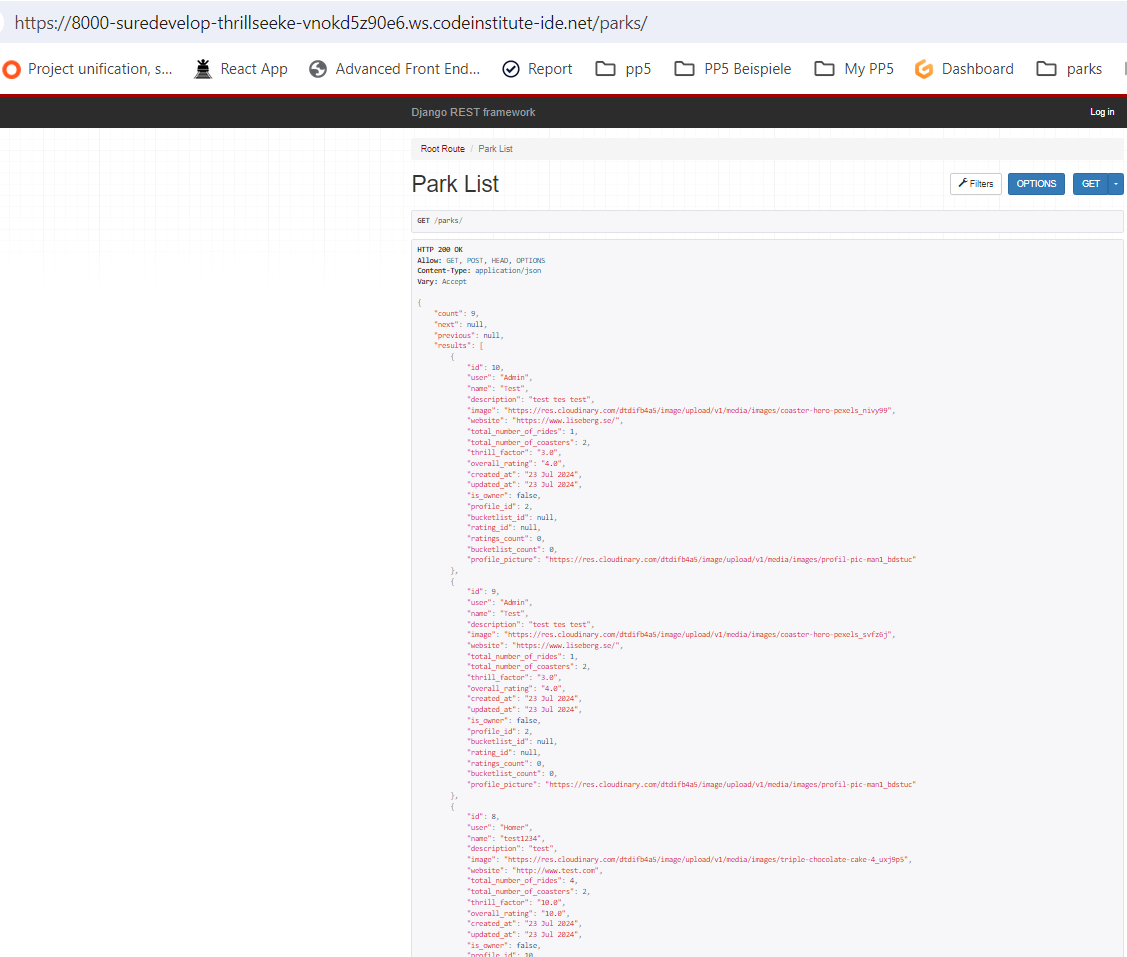 https://8000-suredevelop-thrillseeke-vnokd5z90e6.ws.codeinstitute-ide.net/parks/
Project unification, s... React App Advanced Front End... Report pp5 PP5 Beispiele My PP5 Dashboard parks
Django REST framework Log in
Root Route / Park List
Park List Filters OPTIONS GET
GET /parks/
HTTP 200 OK
Allow: GET, POST, HEAD, OPTIONS
Content-Type: application/json
Vary: Accept
{
"count": 9,
"next": null,
"previous": null,
"results": [
{
"id": 10,
"user": "Admin",
"name": "Test",
"description": "test tes test",
"image": "https://res.cloudinary.com/dtdifb4a5/image/upload/v1/media/images/coaster-hero-pexels_nivy99",
"website": "https://www.liseberg.se/",
"total_number_of_rides": 1,
"total_number_of_coasters": 2,
"thrill_factor": "3.0",
"overall_rating": "4.0",
"created_at": "23 Jul 2024",
"updated_at": "23 Jul 2024",
"is_owner": false,
"profile_id": 2,
"bucketlist_id": null,
"rating_id": null,
"ratings_count": 0,
"bucketlist_count": 0,
"profile_picture": "https://res.cloudinary.com/dtdifb4a5/image/upload/v1/media/images/profil-pic-man1_bdstuc"
},
{
"id": 9,
"user": "Admin",
"name": "Test",
"description": "test tes test",
"image": "https://res.cloudinary.com/dtdifb4a5/image/upload/v1/media/images/coaster-hero-pexels_svfz6j",
"website": "https://www.liseberg.se/",
"total_number_of_rides": 1,
"total_number_of_coasters": 2,
"thrill_factor": "3.0",
"overall_rating": "4.0",
"created_at": "23 Jul 2024",
"updated_at": "23 Jul 2024",
"is_owner": false,
"profile_id": 2,
"bucketlist_id": null,
"rating_id": null,
"ratings_count": 0,
"bucketlist_count": 0,
"profile_picture": "https://res.cloudinary.com/dtdifb4a5/image/upload/v1/media/images/profil-pic-man1_bdstuc"
},
{
"id": 8,
"user": "Homer",
"name": "test1234",
"description": "test",
"image": "https://res.cloudinary.com/dtdifb4a5/image/upload/v1/media/images/triple-chocolate-cake-4_uxj9p5",
"website": "http://www.test.com",
"total_number_of_rides": 4,
"total_number_of_coasters": 2,
"thrill_factor": "10.0",
"overall_rating": "10.0",
"created_at": "23 Jul 2024",
"updated_at": "23 Jul 2024",
"is_owner": false,
"profile_id": 10,